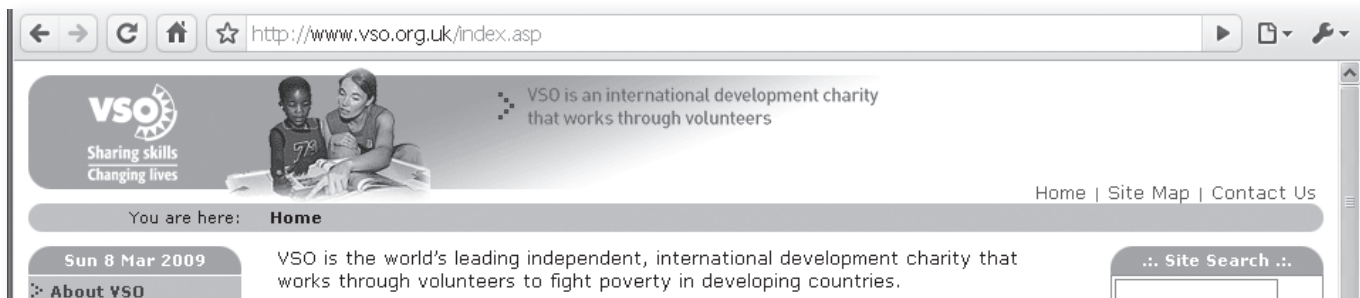 http://www.vso.org.uk/index.asp
VSO
Sharing skills
Changing lives
73
VSO is an international development charity
that works through volunteers
Home | Site Map | Contact Us
You are here: Home
Sun 8 Mar 2009
About VSO
VSO is the world's leading independent, international development charity that
works through volunteers to fight poverty in developing countries.
.:. Site Search .:.